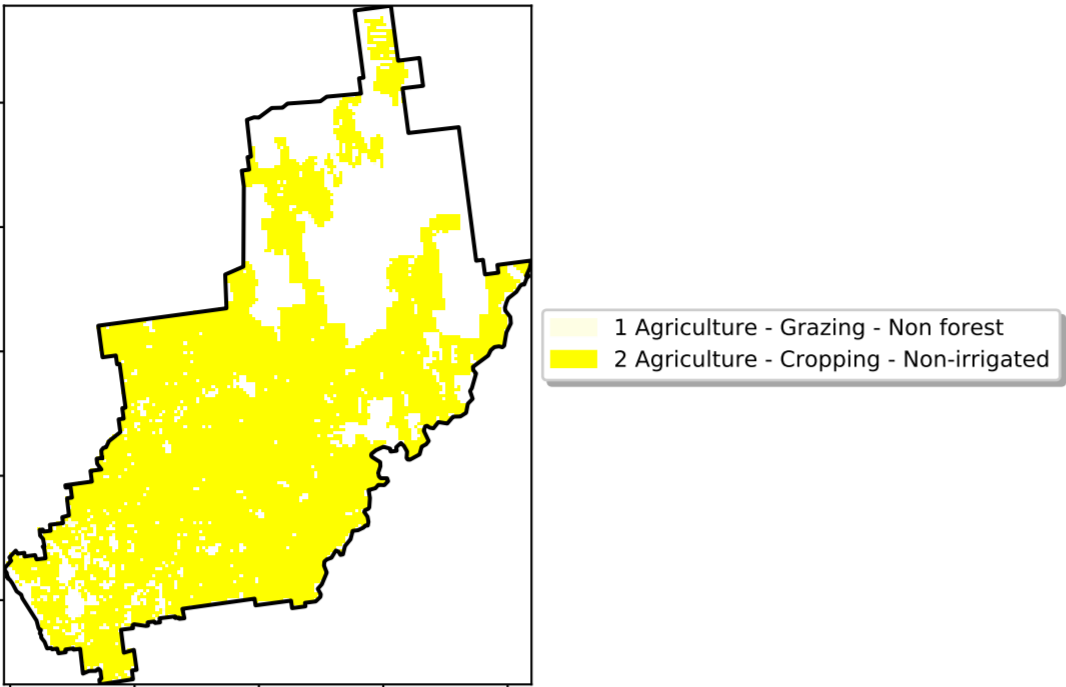 1 Agriculture - Grazing - Non forest
2 Agriculture - Cropping - Non-irrigated